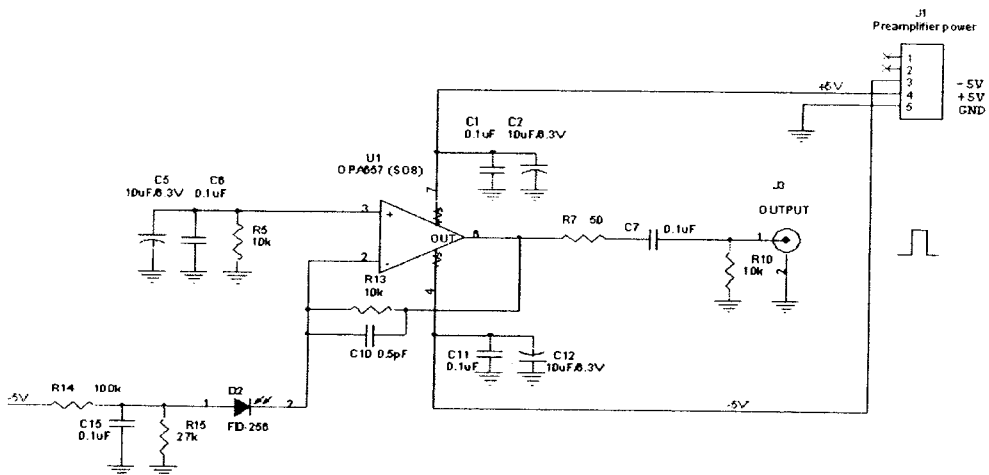 J1
Preamplifier power
1
2
3
4
5
-5V
+5V
GND
+5V
C1
0.1uF
C2
10uF/6.3V
U1
OPA657 (SO8)
7
C5
10uF/6.3V
C6
0.1uF
3
+
R5
10k
OUT
6
R7 50
C7
0.1uF
J3
OUTPUT
1
2
R10
10k
2
-
R13
10k
4
C10 0.5pF
C11
0.1uF
C12
10uF/6.3V
-5V
R14 100k
-5V
D2
1
2
FID-256
C15
0.1uF
R15
27k